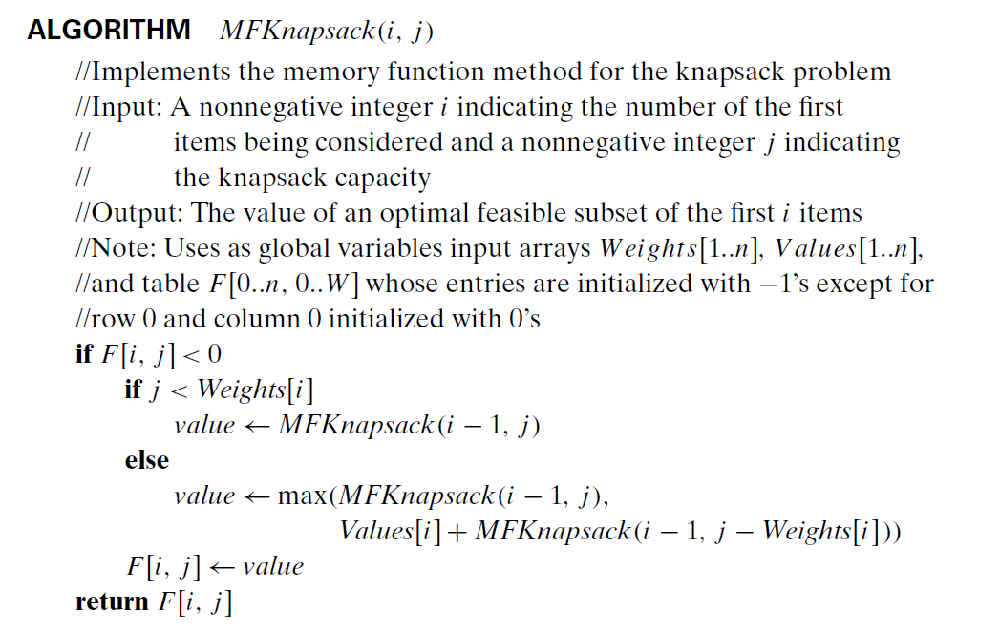 ALGORITHM MFKnapsack(i, j)
//Implements the memory function method for the knapsack problem
//Input: A nonnegative integer i indicating the number of the first
// items being considered and a nonnegative integer j indicating
// the knapsack capacity
//Output: The value of an optimal feasible subset of the first i items
//Note: Uses as global variables input arrays Weights[1..n], Values[1..n],
//and table F[0..n, 0..W] whose entries are initialized with −1’s except for
//row 0 and column 0 initialized with 0’s
if F[i, j] < 0
if j < Weights[i]
value ← MFKnapsack(i − 1, j)
else
value ← max(MFKnapsack(i − 1, j),
Values[i] + MFKnapsack(i − 1, j − Weights[i]))
F[i, j] ← value
return F[i, j]